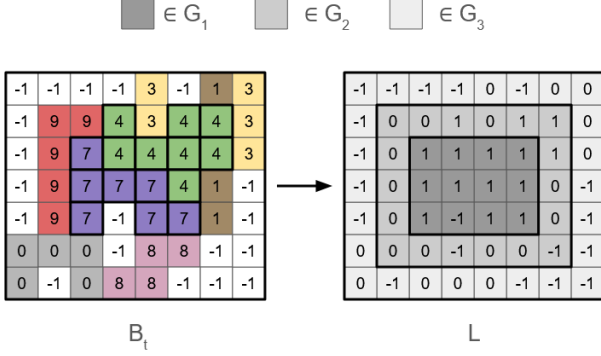 ∈ G₁ ∈ G₂ ∈ G₃
-1 -1 -1 -1 3 -1 1 3
-1 9 9 4 3 4 4 3
-1 9 7 4 4 4 4 3
-1 9 7 7 7 4 1 -1
-1 9 7 -1 7 7 1 -1
0 0 0 -1 8 8 -1 -1
0 -1 0 8 8 -1 -1 -1
Bₜ
-1 -1 -1 -1 0 -1 0 0
-1 0 0 1 0 1 1 0
-1 0 1 1 1 1 1 0
-1 0 1 1 1 1 0 -1
-1 0 1 -1 1 1 0 -1
0 0 0 -1 0 0 -1 -1
0 -1 0 0 0 -1 -1 -1
L